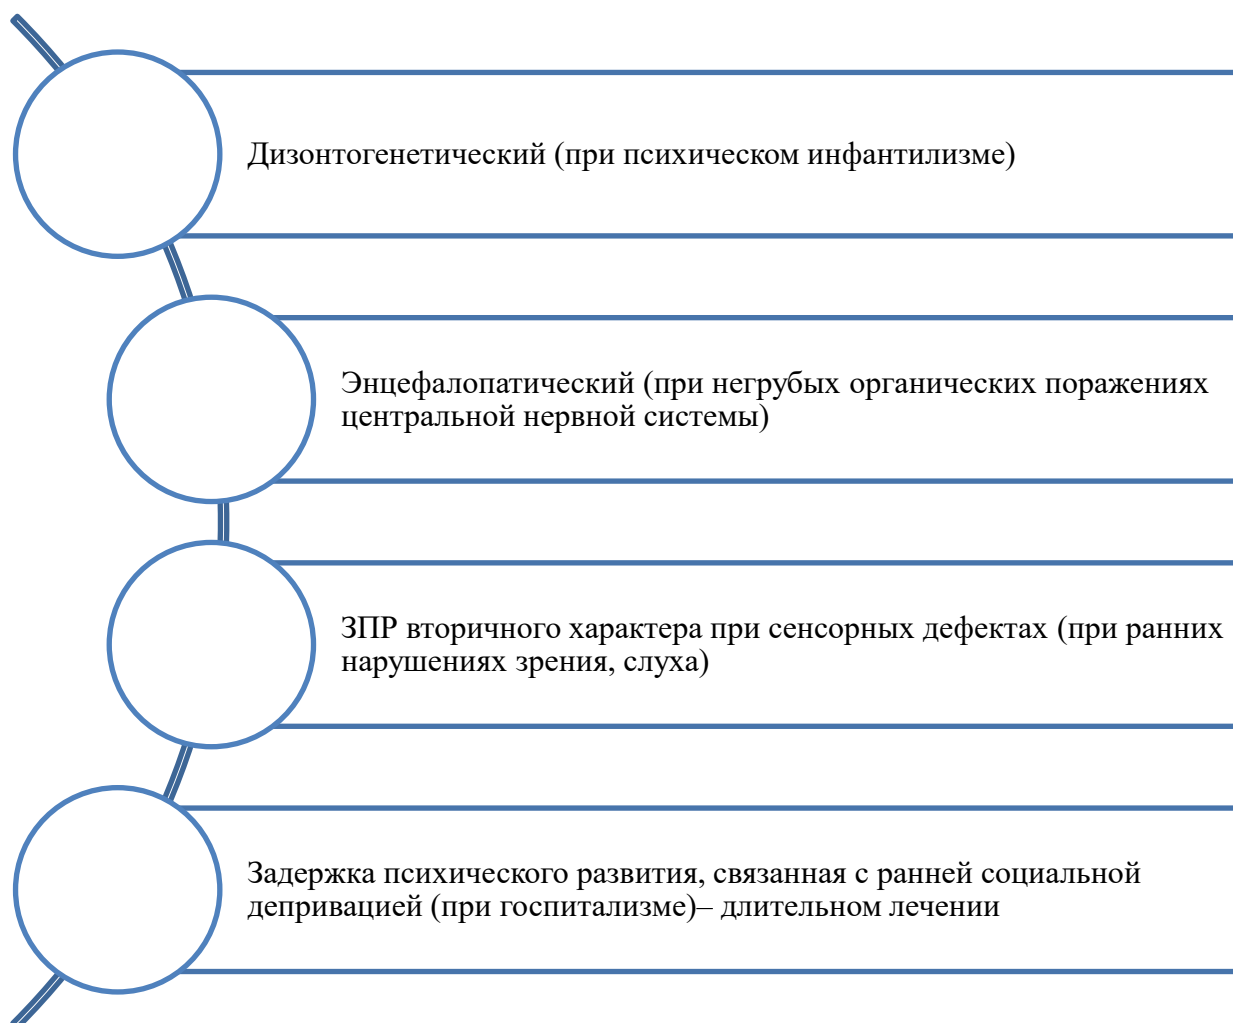 Дизонтогенетический (при психическом инфантилизме)
Энцефалопатический (при негрубых органических поражениях
центральной нервной системы)
ЗПР вторичного характера при сенсорных дефектах (при ранних
нарушениях зрения, слуха)
Задержка психического развития, связанная с ранней социальной
депривацией (при госпитализме)– длительном лечении